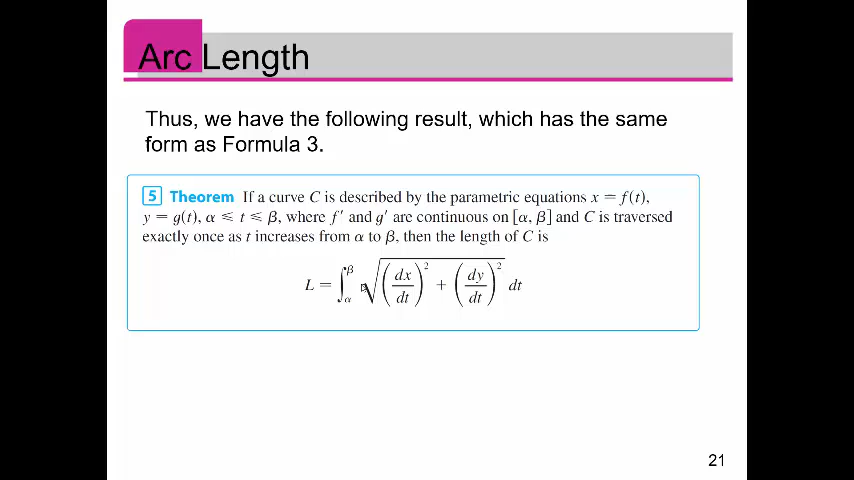 Arc Length
Thus, we have the following result, which has the same
form as Formula 3.
5 Theorem If a curve C is described by the parametric equations x = f(t),
y = g(t), α ≤ t ≤ β, where f′ and g′ are continuous on [α, β] and C is traversed
exactly once as t increases from α to β, then the length of C is
L = ∫_α^β √((dx/dt)² + (dy/dt)²) dt
21